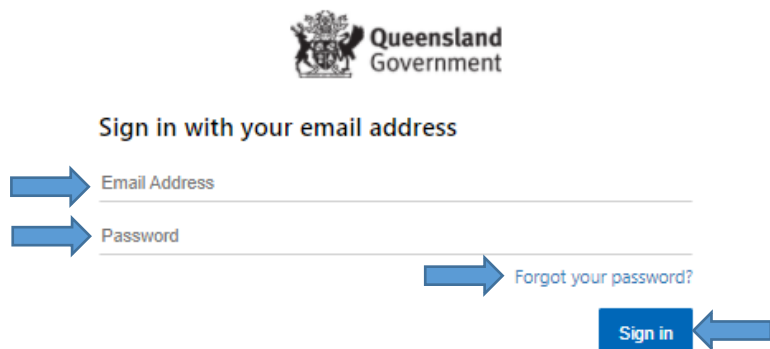 Queensland
Government
Sign in with your email address
Email Address
Password
Forgot your password?
Sign in